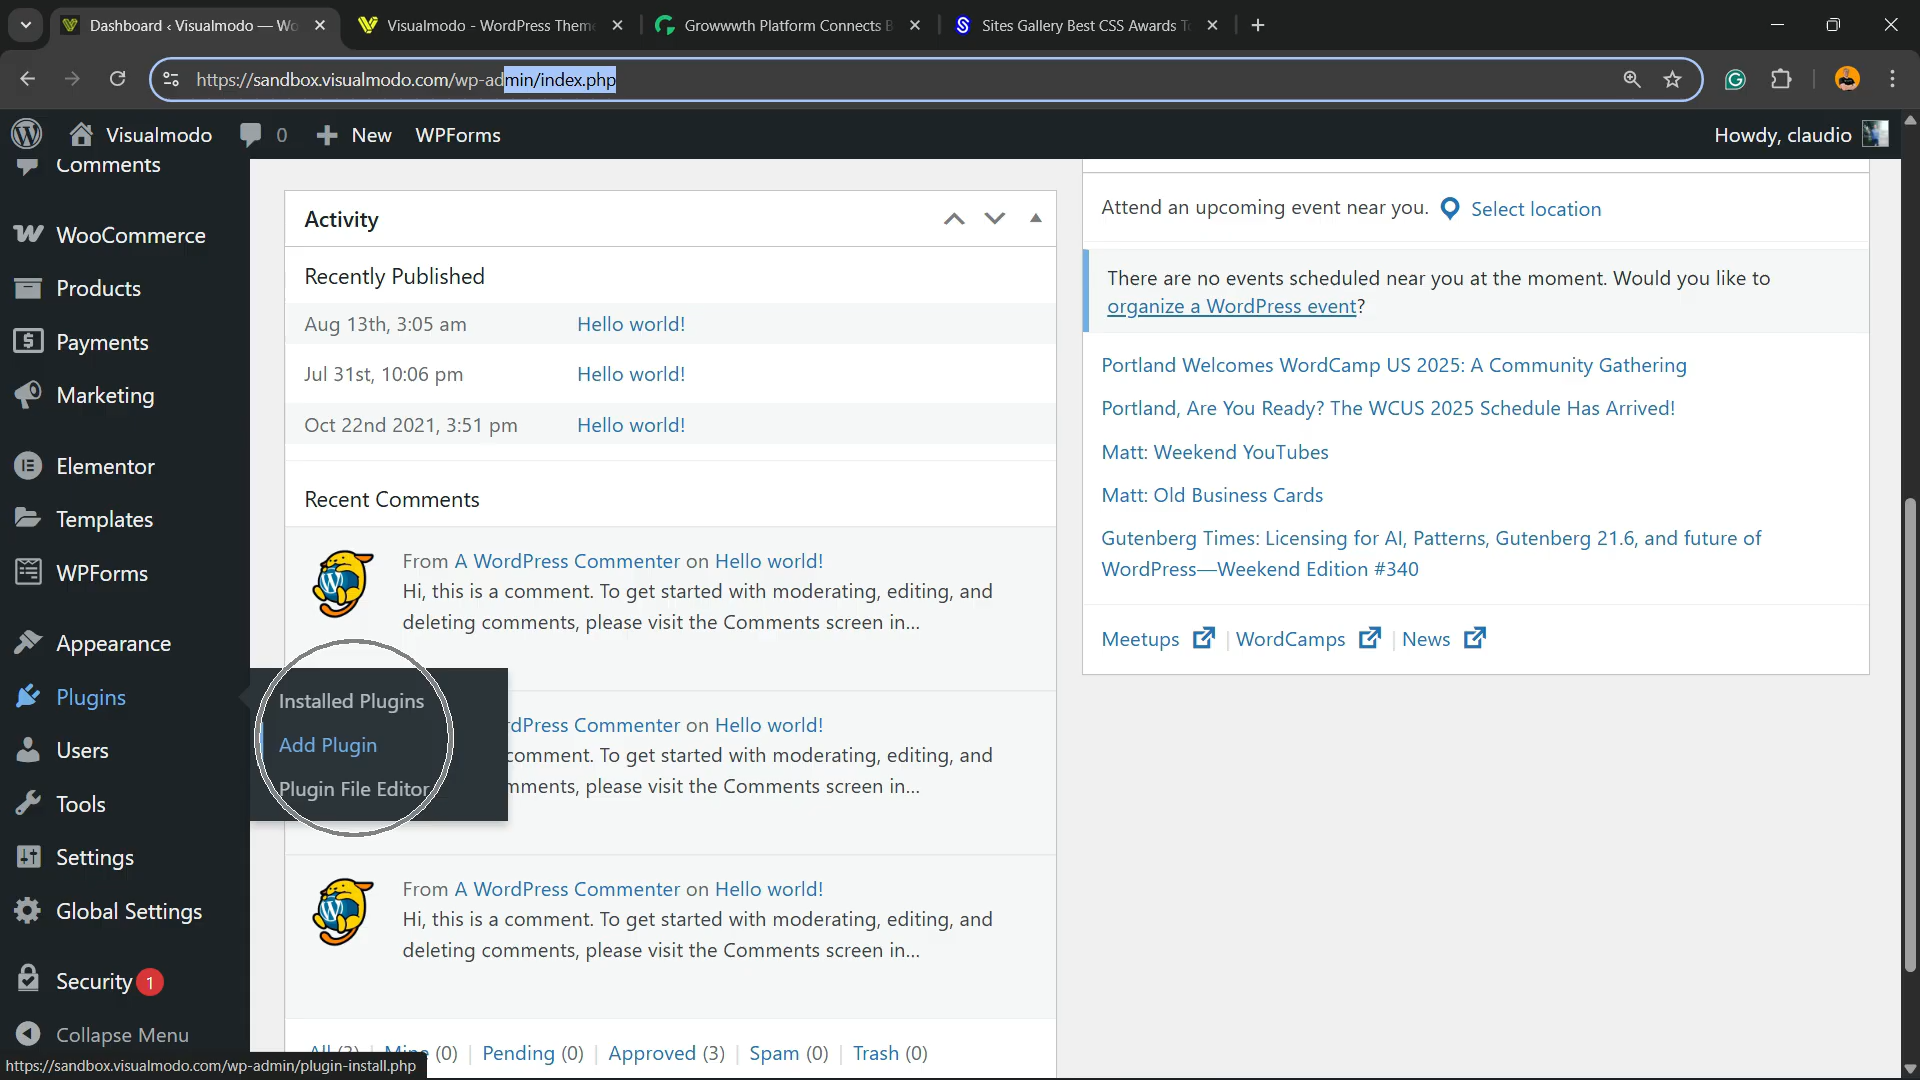 Dashboard ‹ Visualmodo — Wo
Visualmodo - WordPress Theme
Growwwth Platform Connects B
Sites Gallery Best CSS Awards To
https://sandbox.visualmodo.com/wp-admin/index.php
Visualmodo
0
New
WPForms
Howdy, claudio
Comments
WooCommerce
Products
Payments
Marketing
Elementor
Templates
WPForms
Appearance
Plugins
Users
Tools
Settings
Global Settings
Security 1
Collapse Menu
Installed Plugins
Add Plugin
Plugin File Editor
Activity
Recently Published
Aug 13th, 3:05 am Hello world!
Jul 31st, 10:06 pm Hello world!
Oct 22nd 2021, 3:51 pm Hello world!
Recent Comments
From A WordPress Commenter on Hello world!
Hi, this is a comment. To get started with moderating, editing, and
deleting comments, please visit the Comments screen in...
dPress Commenter on Hello world!
comment. To get started with moderating, editing, and
mments, please visit the Comments screen in...
From A WordPress Commenter on Hello world!
Hi, this is a comment. To get started with moderating, editing, and
deleting comments, please visit the Comments screen in...
All (3) | Mine (0) | Pending (0) | Approved (3) | Spam (0) | Trash (0)
Attend an upcoming event near you. Select location
There are no events scheduled near you at the moment. Would you like to
organize a WordPress event?
Portland Welcomes WordCamp US 2025: A Community Gathering
Portland, Are You Ready? The WCUS 2025 Schedule Has Arrived!
Matt: Weekend YouTubes
Matt: Old Business Cards
Gutenberg Times: Licensing for AI, Patterns, Gutenberg 21.6, and future of
WordPress—Weekend Edition #340
Meetups | WordCamps | News
https://sandbox.visualmodo.com/wp-admin/plugin-install.php